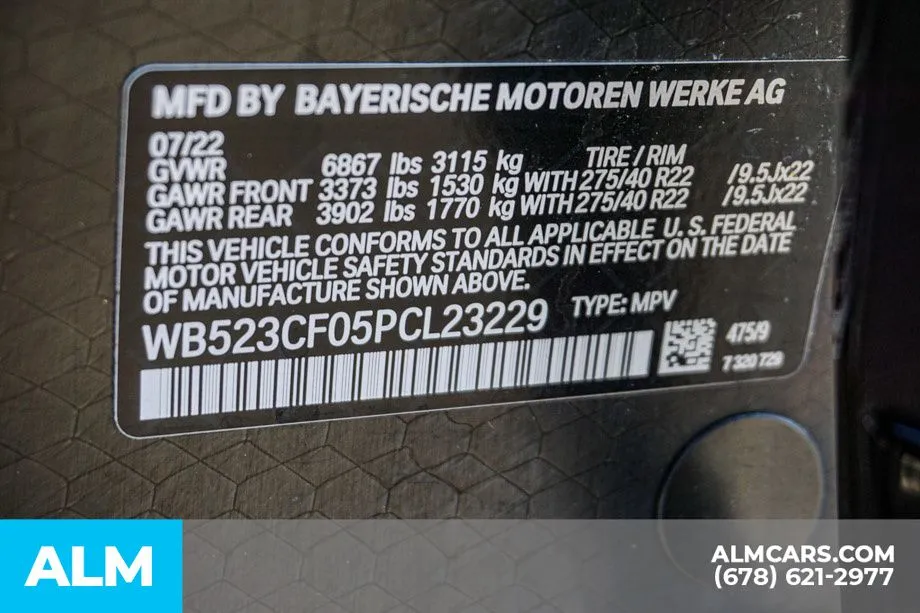 MFD BY BAYERISCHE MOTOREN WERKE AG
07/22
GVWR 6867 lbs 3115 kg TIRE / RIM
GAWR FRONT 3373 lbs 1530 kg WITH 275/40 R22 /9.5Jx22
GAWR REAR 3902 lbs 1770 kg WITH 275/40 R22 /9.5Jx22
THIS VEHICLE CONFORMS TO ALL APPLICABLE U. S. FEDERAL
MOTOR VEHICLE SAFETY STANDARDS IN EFFECT ON THE DATE
OF MANUFACTURE SHOWN ABOVE.
WB523CF05PCL23229 TYPE: MPV
475/9
7 320 729
ALM
ALMCARS.COM
(678) 621-2977